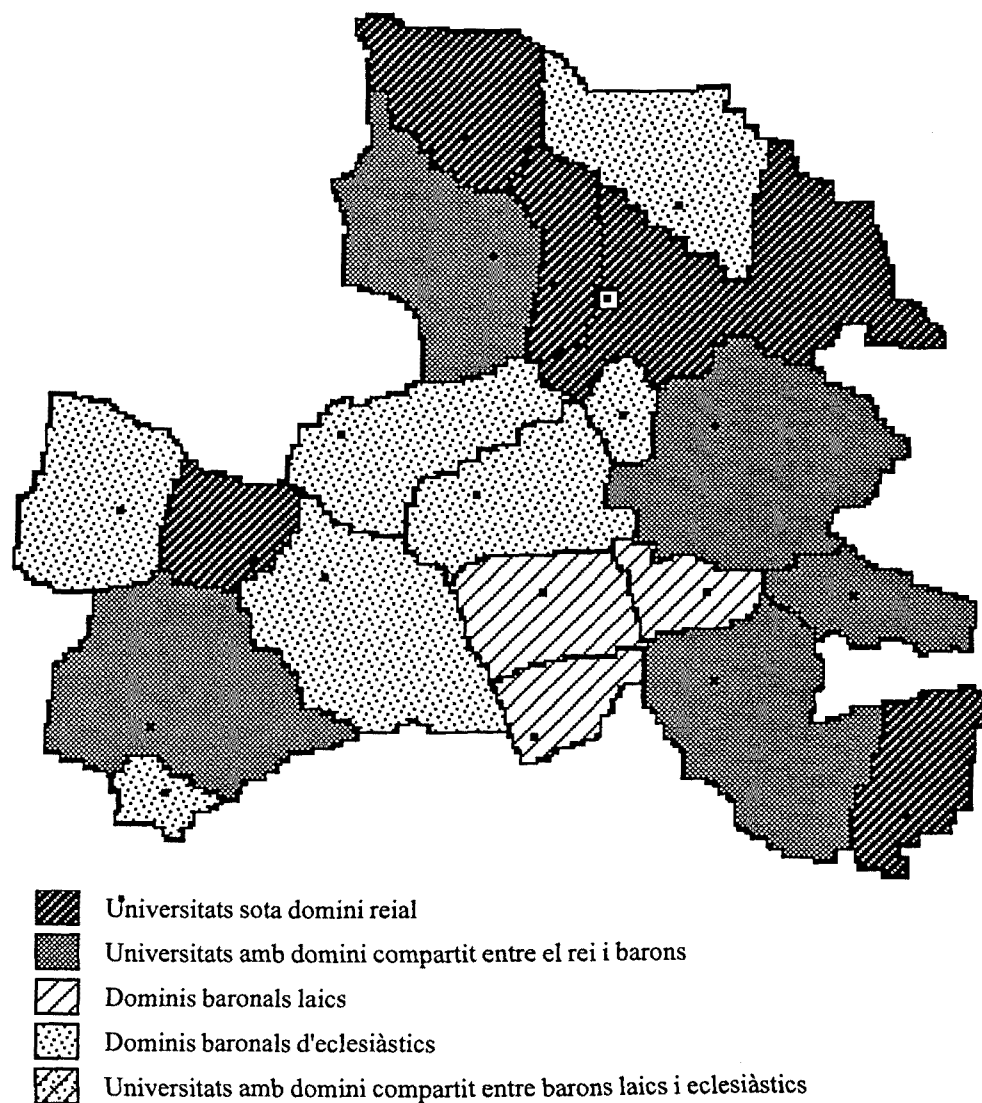 Universitats sota domini reial
Universitats amb domini compartit entre el rei i barons
Dominis baronals laics
Dominis baronals d'eclesiàstics
Universitats amb domini compartit entre barons laics i eclesiàstics